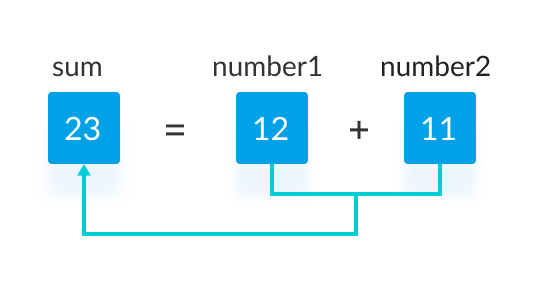 sum number1 number2
23 = 12 + 11